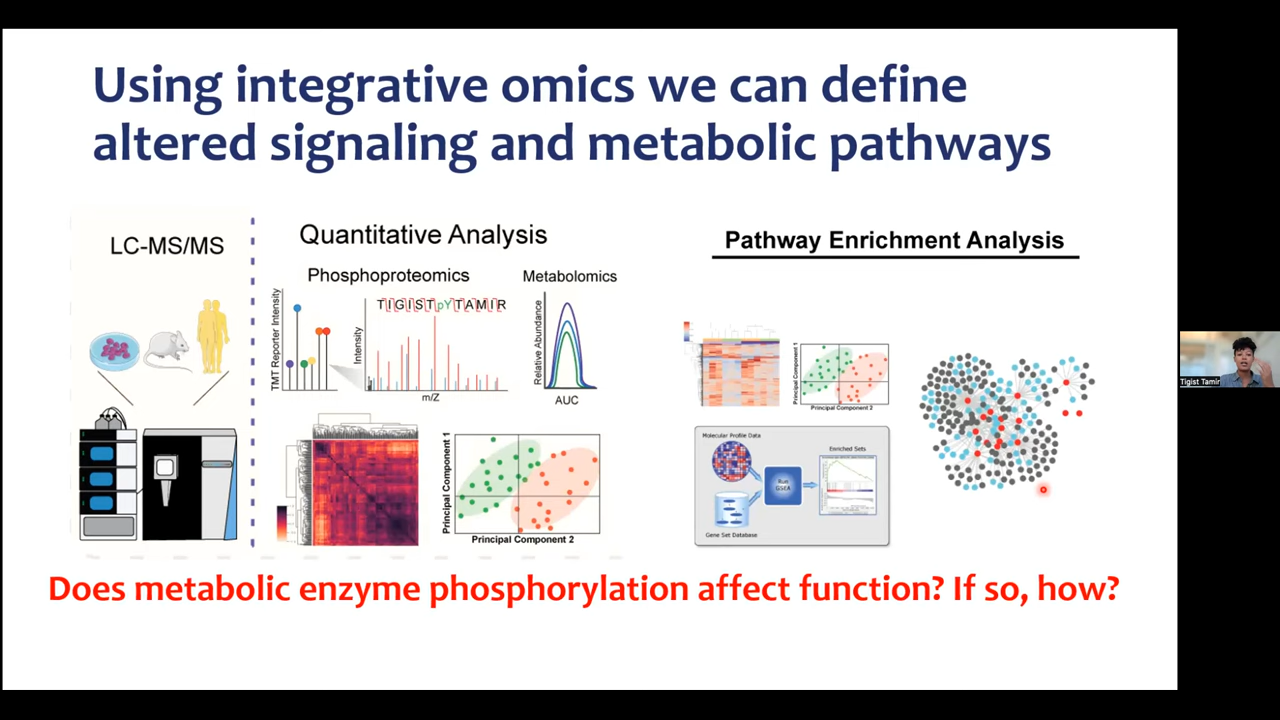 Using integrative omics we can define
altered signaling and metabolic pathways
LC-MS/MS
Quantitative Analysis
Phosphoproteomics
Metabolomics
TMT Reporter Intensity
Intensity
TIGISTpYTAMIR
m/Z
Relative Abundance
AUC
Principal Component 1
Principal Component 2
Pathway Enrichment Analysis
Principal Component 1
Principal Component 2
Molecular Profile Data
Enriched Sets
Run
GSEA
Gene Set Database
Does metabolic enzyme phosphorylation affect function? If so, how?
Tigist Tamir